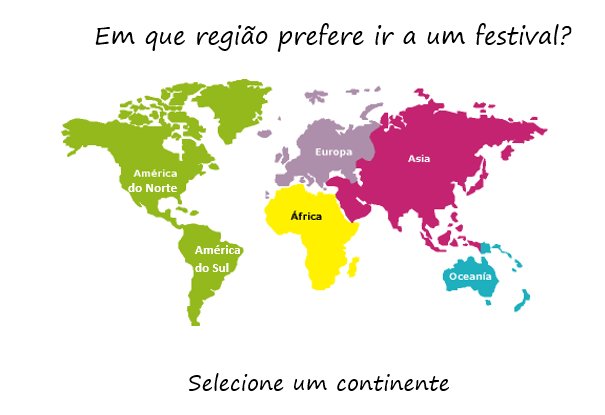 Em que região prefere ir a um festival?
Europa
Asia
América
do Norte
África
América
do Sul
Oceanía
Selecione um continente